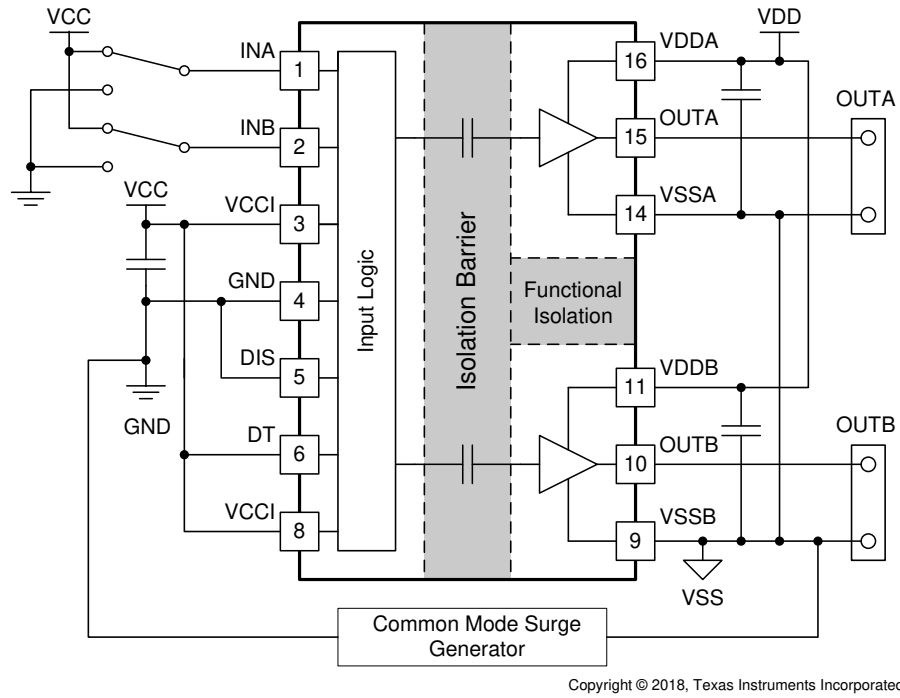 VCC
VDD
INA
1
16
VDDA
OUTA
INB
2
15
OUTA
VCC
VCCI
3
14
VSSA
GND
4
Input Logic
Isolation Barrier
Functional
Isolation
DIS
5
11
VDDB
GND
DT
6
10
OUTB
OUTB
VCCI
8
9
VSSB
VSS
Common Mode Surge
Generator
Copyright © 2018, Texas Instruments Incorporated